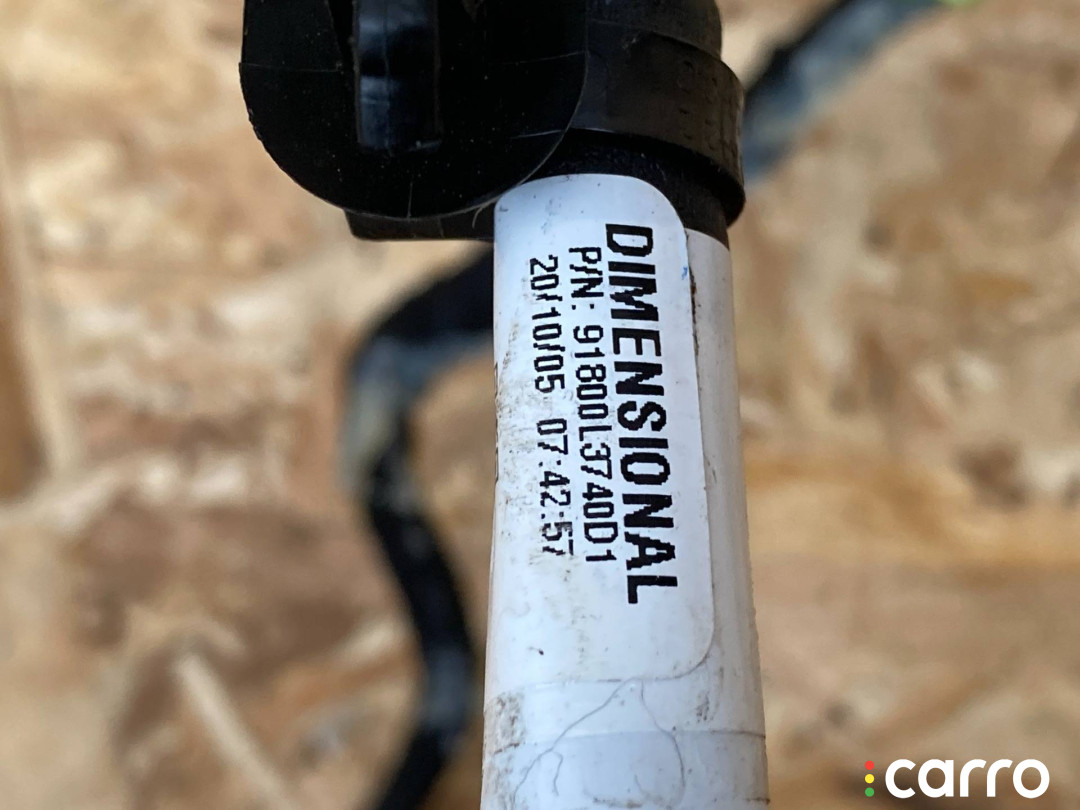 DIMENSIONAL
P/N: 91800L3740D1
20/10/05 07:42:57
carro